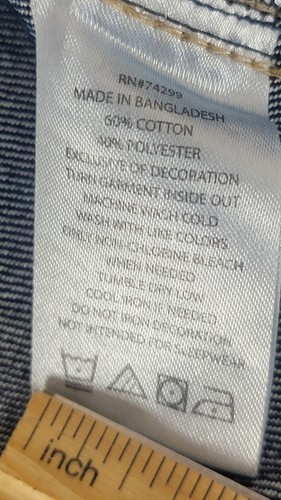 RN#74299
MADE IN BANGLADESH
60% COTTON
40% POLYESTER
EXCLUSIVE OF DECORATION
TURN GARMENT INSIDE OUT
MACHINE WASH COLD
WASH WITH LIKE COLORS
ONLY NON-CHLORINE BLEACH
WHEN NEEDED
TUMBLE DRY LOW
COOL IRON IF NEEDED
DO NOT IRON DECORATION
NOT INTENDED FOR SLEEPWEAR
inch